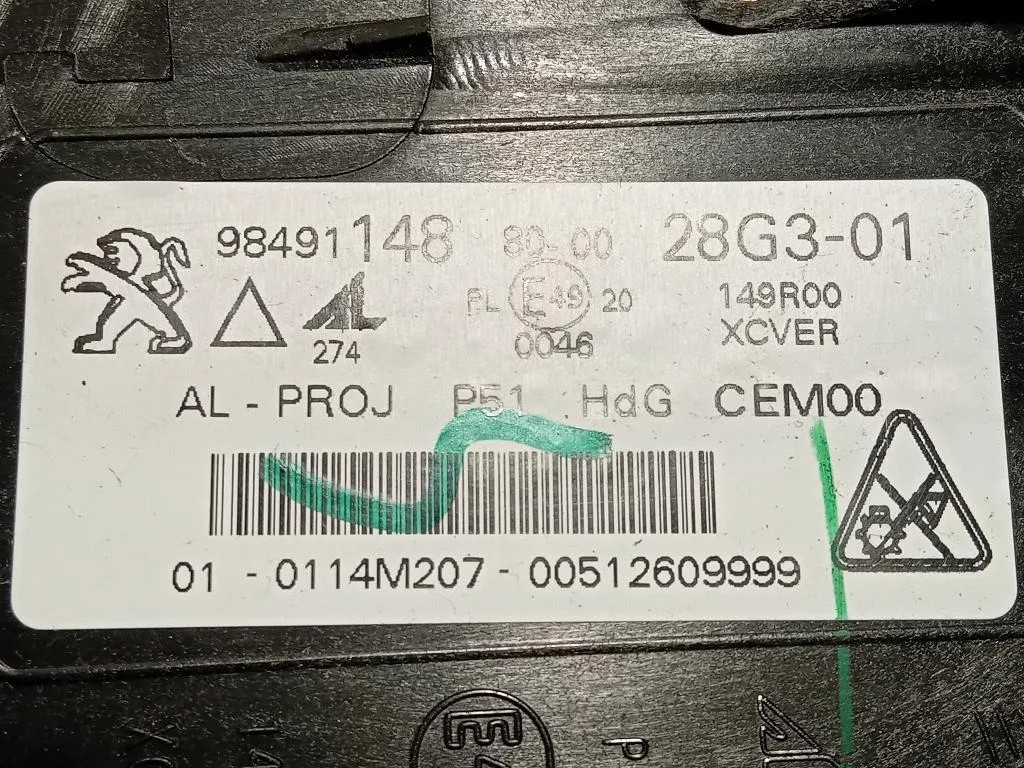 98491148 80-00 28G3-01
274
PL E 49 20 149R00
0046 XCVER
AL - PROJ P51 HdG CEM00
01 - 0114M207 - 00512609999